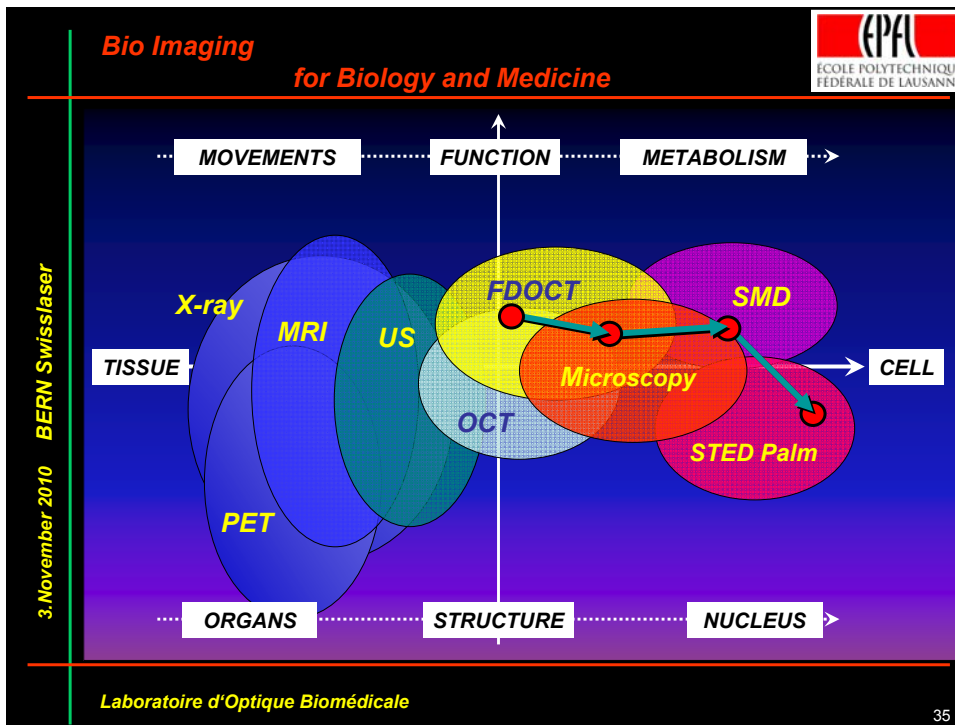 Bio Imaging
for Biology and Medicine
EPFL
ÉCOLE POLYTECHNIQU
FÉDÉRALE DE LAUSANN
MOVEMENTS
FUNCTION
METABOLISM
X-ray
MRI
US
FDOCT
SMD
TISSUE
CELL
Microscopy
OCT
STED Palm
PET
ORGANS
STRUCTURE
NUCLEUS
3.November 2010 BERN Swisslaser
Laboratoire d'Optique Biomédicale
35